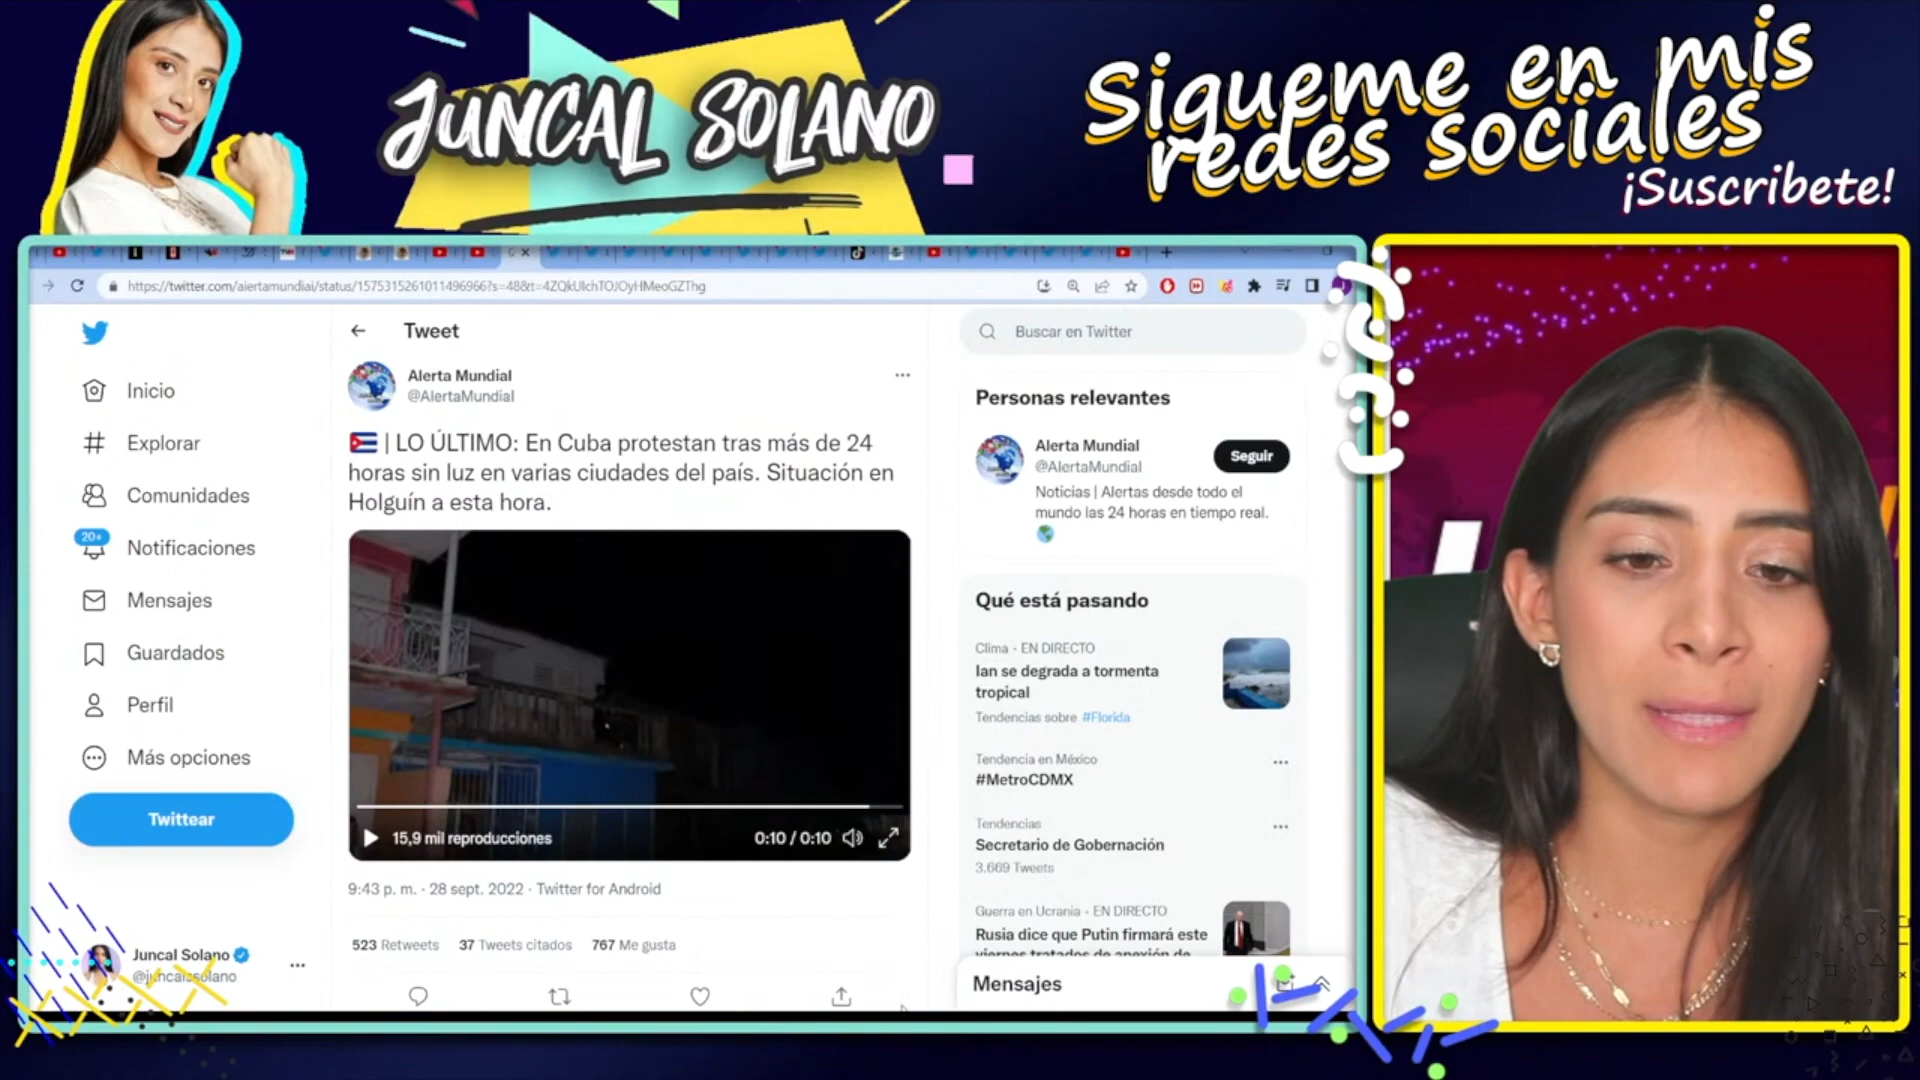 JUNCAL SOLANO
Sigueme en mis
redes sociales
¡Suscribete!
Tweet
Buscar en Twitter
Inicio
Explorar
Comunidades
20+
Notificaciones
Mensajes
Guardados
Perfil
Más opciones
Twittear
Juncal Solano
Alerta Mundial
@AlertaMundial
| LO ÚLTIMO: En Cuba protestan tras más de 24
horas sin luz en varias ciudades del país. Situación en
Holguín a esta hora.
15,9 mil reproducciones
0:10 / 0:10
9:43 p. m. · 28 sept. 2022 · Twitter for Android
523 Retweets 37 Tweets citados 767 Me gusta
Personas relevantes
Alerta Mundial
@AlertaMundial
Seguir
Noticias | Alertas desde todo el
mundo las 24 horas en tiempo real.
Qué está pasando
Clima · EN DIRECTO
Ian se degrada a tormenta
tropical
Tendencias sobre #Florida
Tendencia en México
#MetroCDMX
Tendencias
Secretario de Gobernación
3.669 Tweets
Guerra en Ucrania · EN DIRECTO
Rusia dice que Putin firmará este
viernes tratados de anexión de
Mensajes